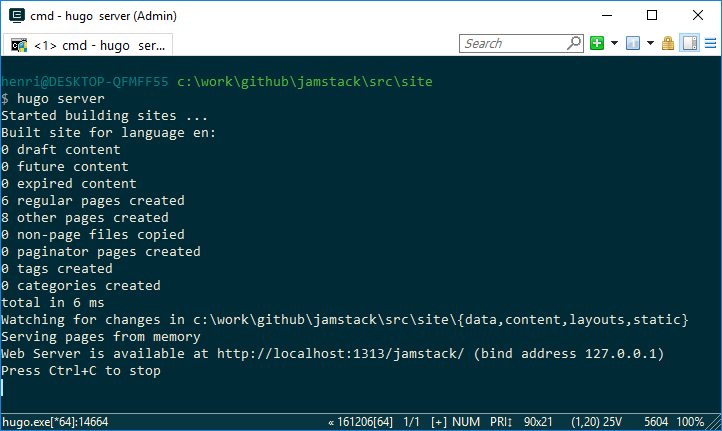 cmd - hugo  server (Admin)
<1> cmd - hugo  ser...
Search
henri@DESKTOP-QFMFF55 c:\work\github\jamstack\src\site
$ hugo server
Started building sites ...
Built site for language en:
0 draft content
0 future content
0 expired content
6 regular pages created
8 other pages created
0 non-page files copied
0 paginator pages created
0 tags created
0 categories created
total in 6 ms
Watching for changes in c:\work\github\jamstack\src\site\{data,content,layouts,static}
Serving pages from memory
Web Server is available at http://localhost:1313/jamstack/ (bind address 127.0.0.1)
Press Ctrl+C to stop
hugo.exe[*64]:14664 « 161206[64] 1/1 [+] NUM PRI↕ 90x21 (1,20) 25V 5604 100%